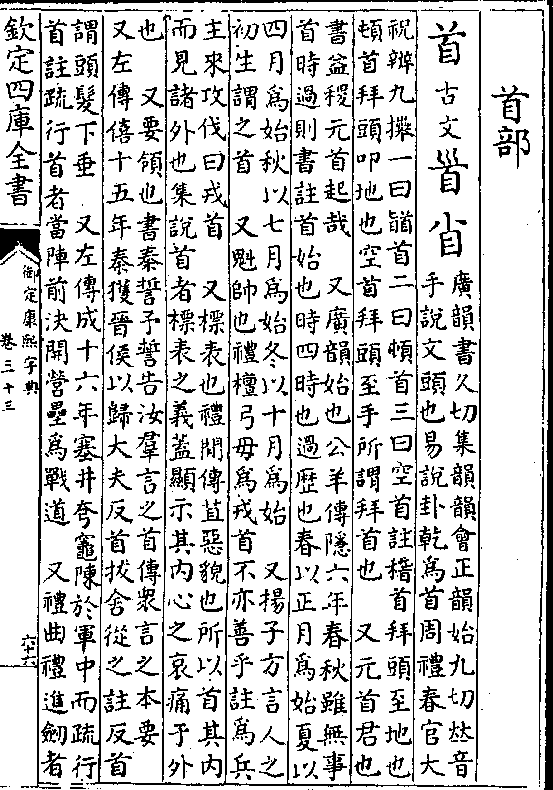 首部
首古文𩠐𡴓廣韻書久切集韻韻會正韻始九切𠀤音
手說文頭也易說卦乾爲首周禮春官大
祝辨九𢷎一曰䭫首二曰頓首三曰空首註稽首拜頭至地也
頓首拜頭叩地也空首拜頭至手所謂拜首也　又元首君也
書益稷元首起哉　又廣韻始也公羊傳隱六年春秋雖無事
首時過則書註首始也時四時也過歷也春以正月爲始夏以
四月爲始秋以七月爲始冬以十月爲始　又揚子方言人之
初生謂之首　又魁帥也禮檀弓毋爲戎首不亦善乎註爲兵
主來攻伐曰戎首　又標表也禮閒傳苴惡貌也所以首其内
而見諸外也集說首者標表之義蓋顯示其内心之哀痛于外
也　又要領也書秦誓予誓告汝羣言之首傳衆言之本要
又左傳僖十五年秦獲晉侯以歸大夫反首拔舍從之註反首
謂頭髮下垂　又左傳成十六年塞井夸竈陳於軍中而疏行
首註疏行首者當陣前決開營壘爲戰道　又禮曲禮進劒者
欽定四庫全書
御定康熙字典
卷三十三
六十六